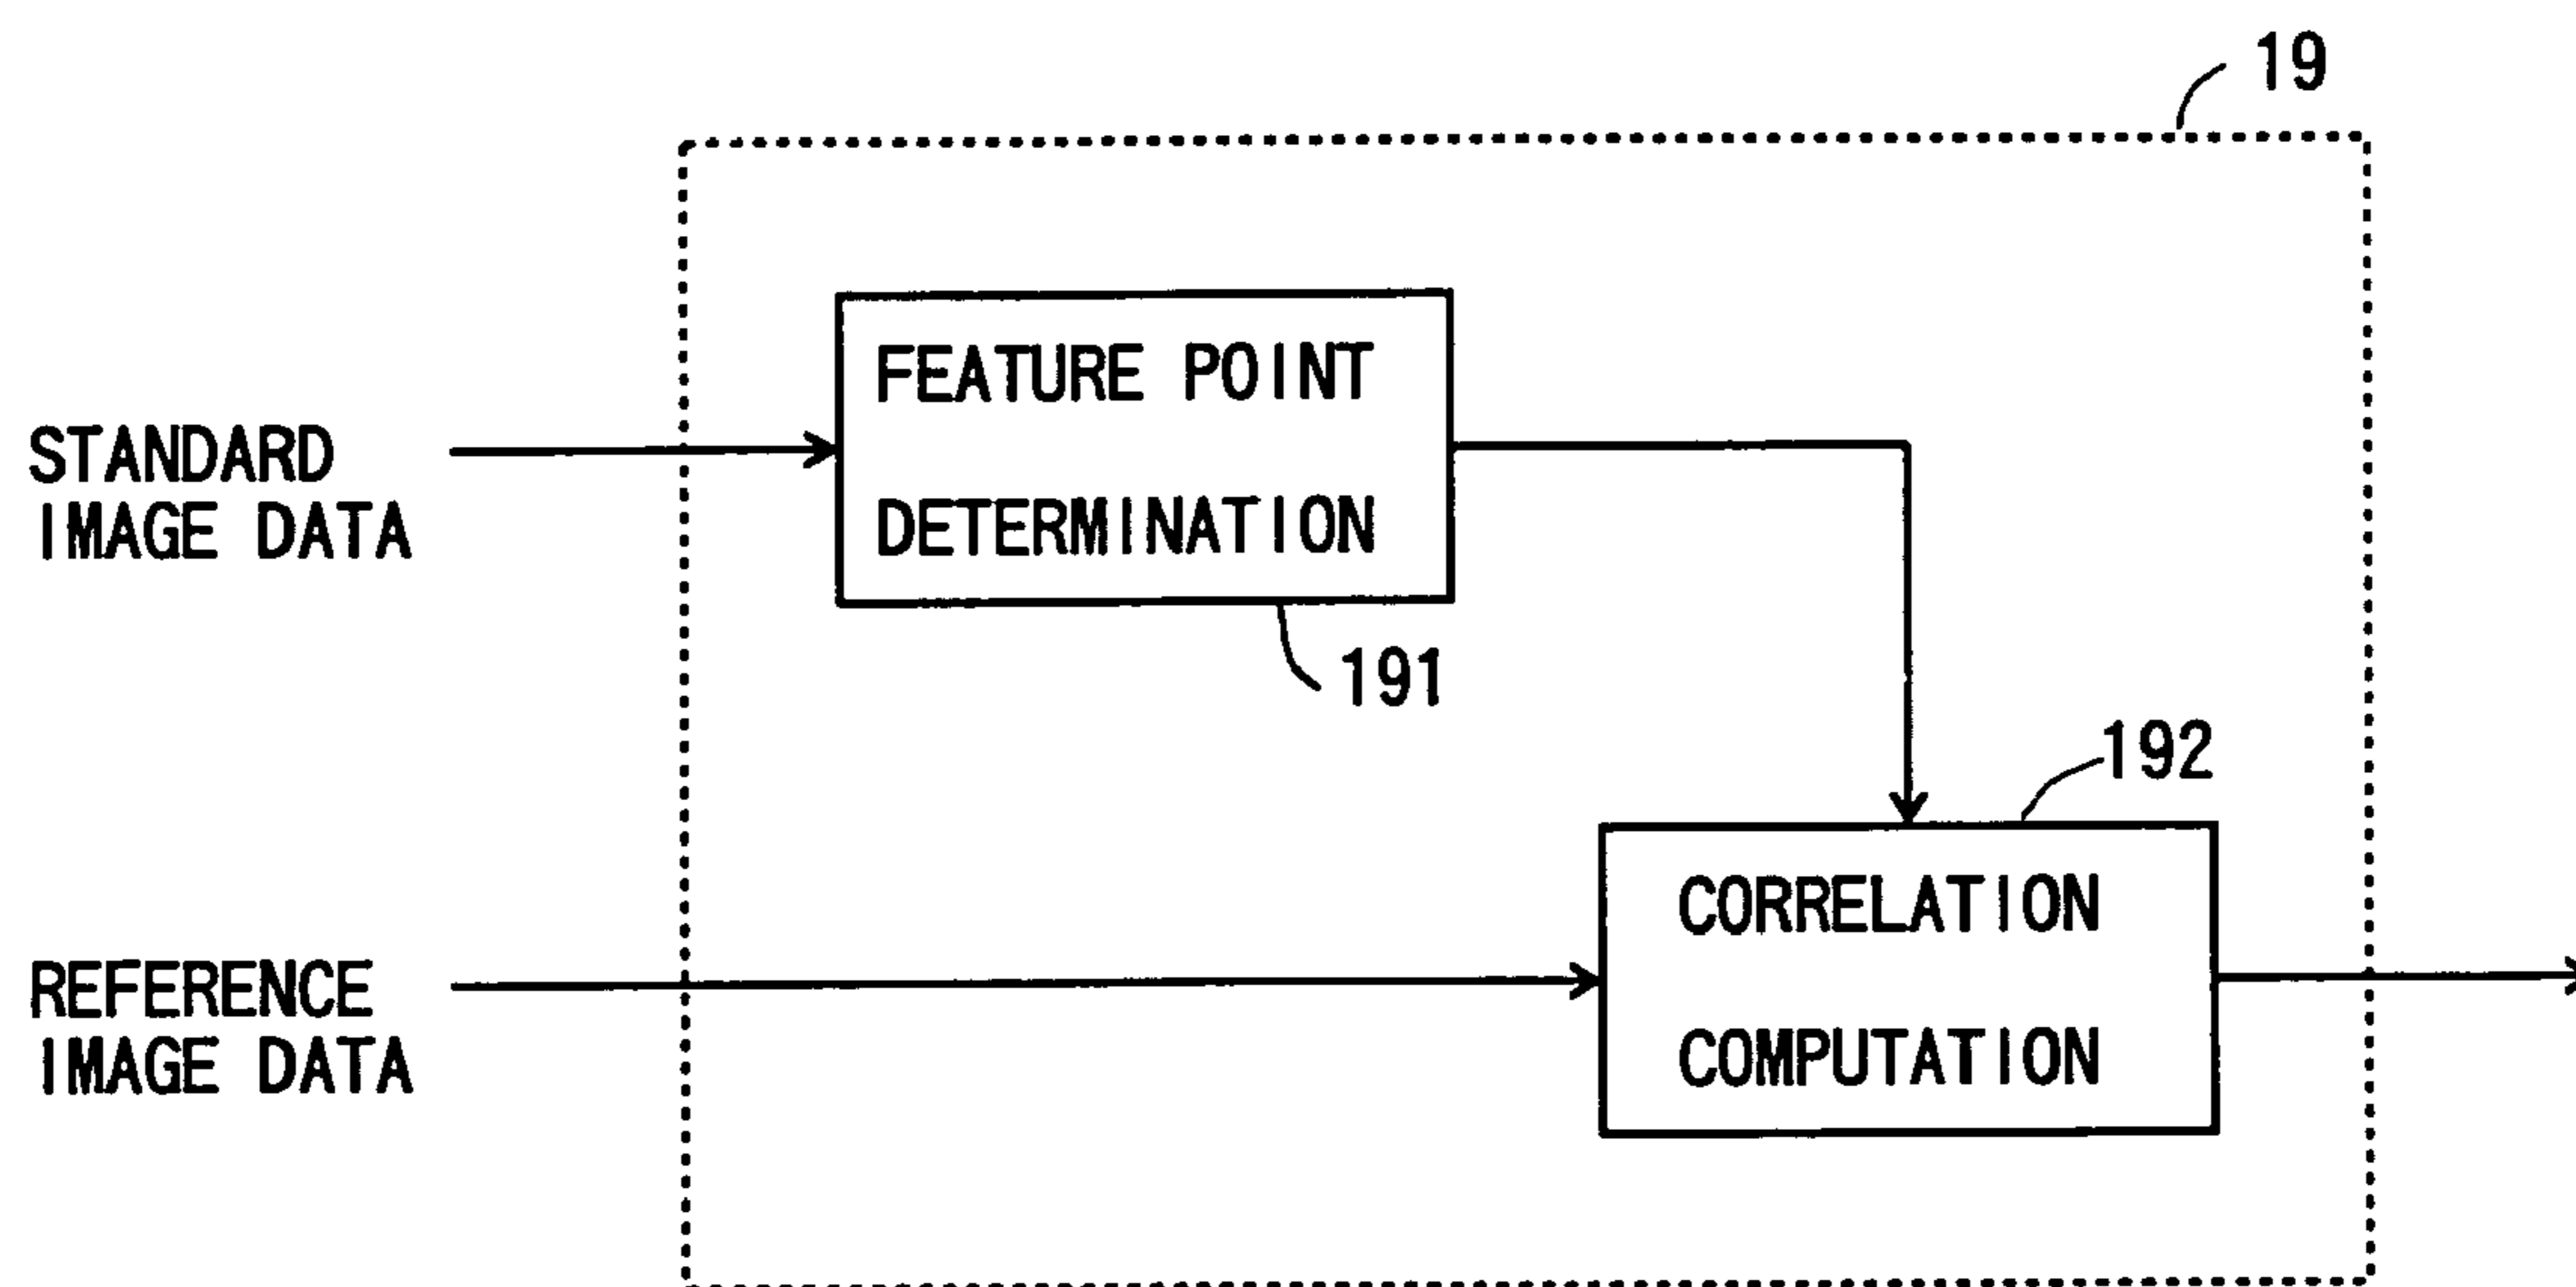 19
FEATURE POINT
DETERMINATION
STANDARD
IMAGE DATA
191
192
CORRELATION
COMPUTATION
REFERENCE
IMAGE DATA